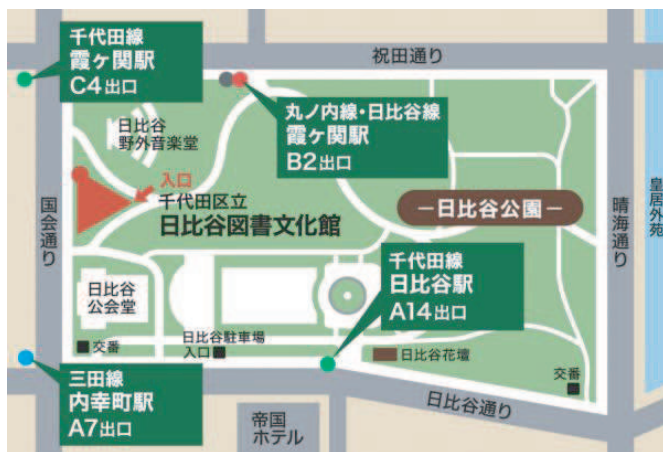 千代田線
霞ヶ関駅
C4出口
祝田通り
丸ノ内線・日比谷線
霞ヶ関駅
B2出口
日比谷
野外音楽堂
入口
千代田区立
日比谷図書文化館
国会通り
ー日比谷公園ー
晴海通り
皇居外苑
千代田線
日比谷駅
A14出口
日比谷
公会堂
交番
日比谷駐車場
入口
日比谷花壇
交番
三田線
内幸町駅
A7出口
帝国
ホテル
日比谷通り